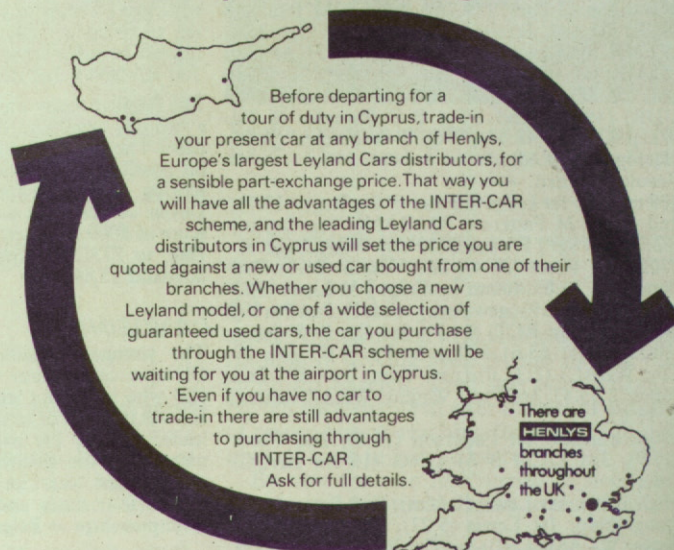 Before departing for a
tour of duty in Cyprus, trade-in
your present car at any branch of Henlys,
Europe's largest Leyland Cars distributors, for
a sensible part-exchange price. That way you
will have all the advantages of the INTER-CAR
scheme, and the leading Leyland Cars
distributors in Cyprus will set the price you are
quoted against a new or used car bought from one of their
branches. Whether you choose a new
Leyland model, or one of a wide selection of
guaranteed used cars, the car you purchase
through the INTER-CAR scheme will be
waiting for you at the airport in Cyprus.
Even if you have no car to
trade-in there are still advantages
to purchasing through
INTER-CAR.
Ask for full details.
There are
HENLYS
branches
throughout
the UK